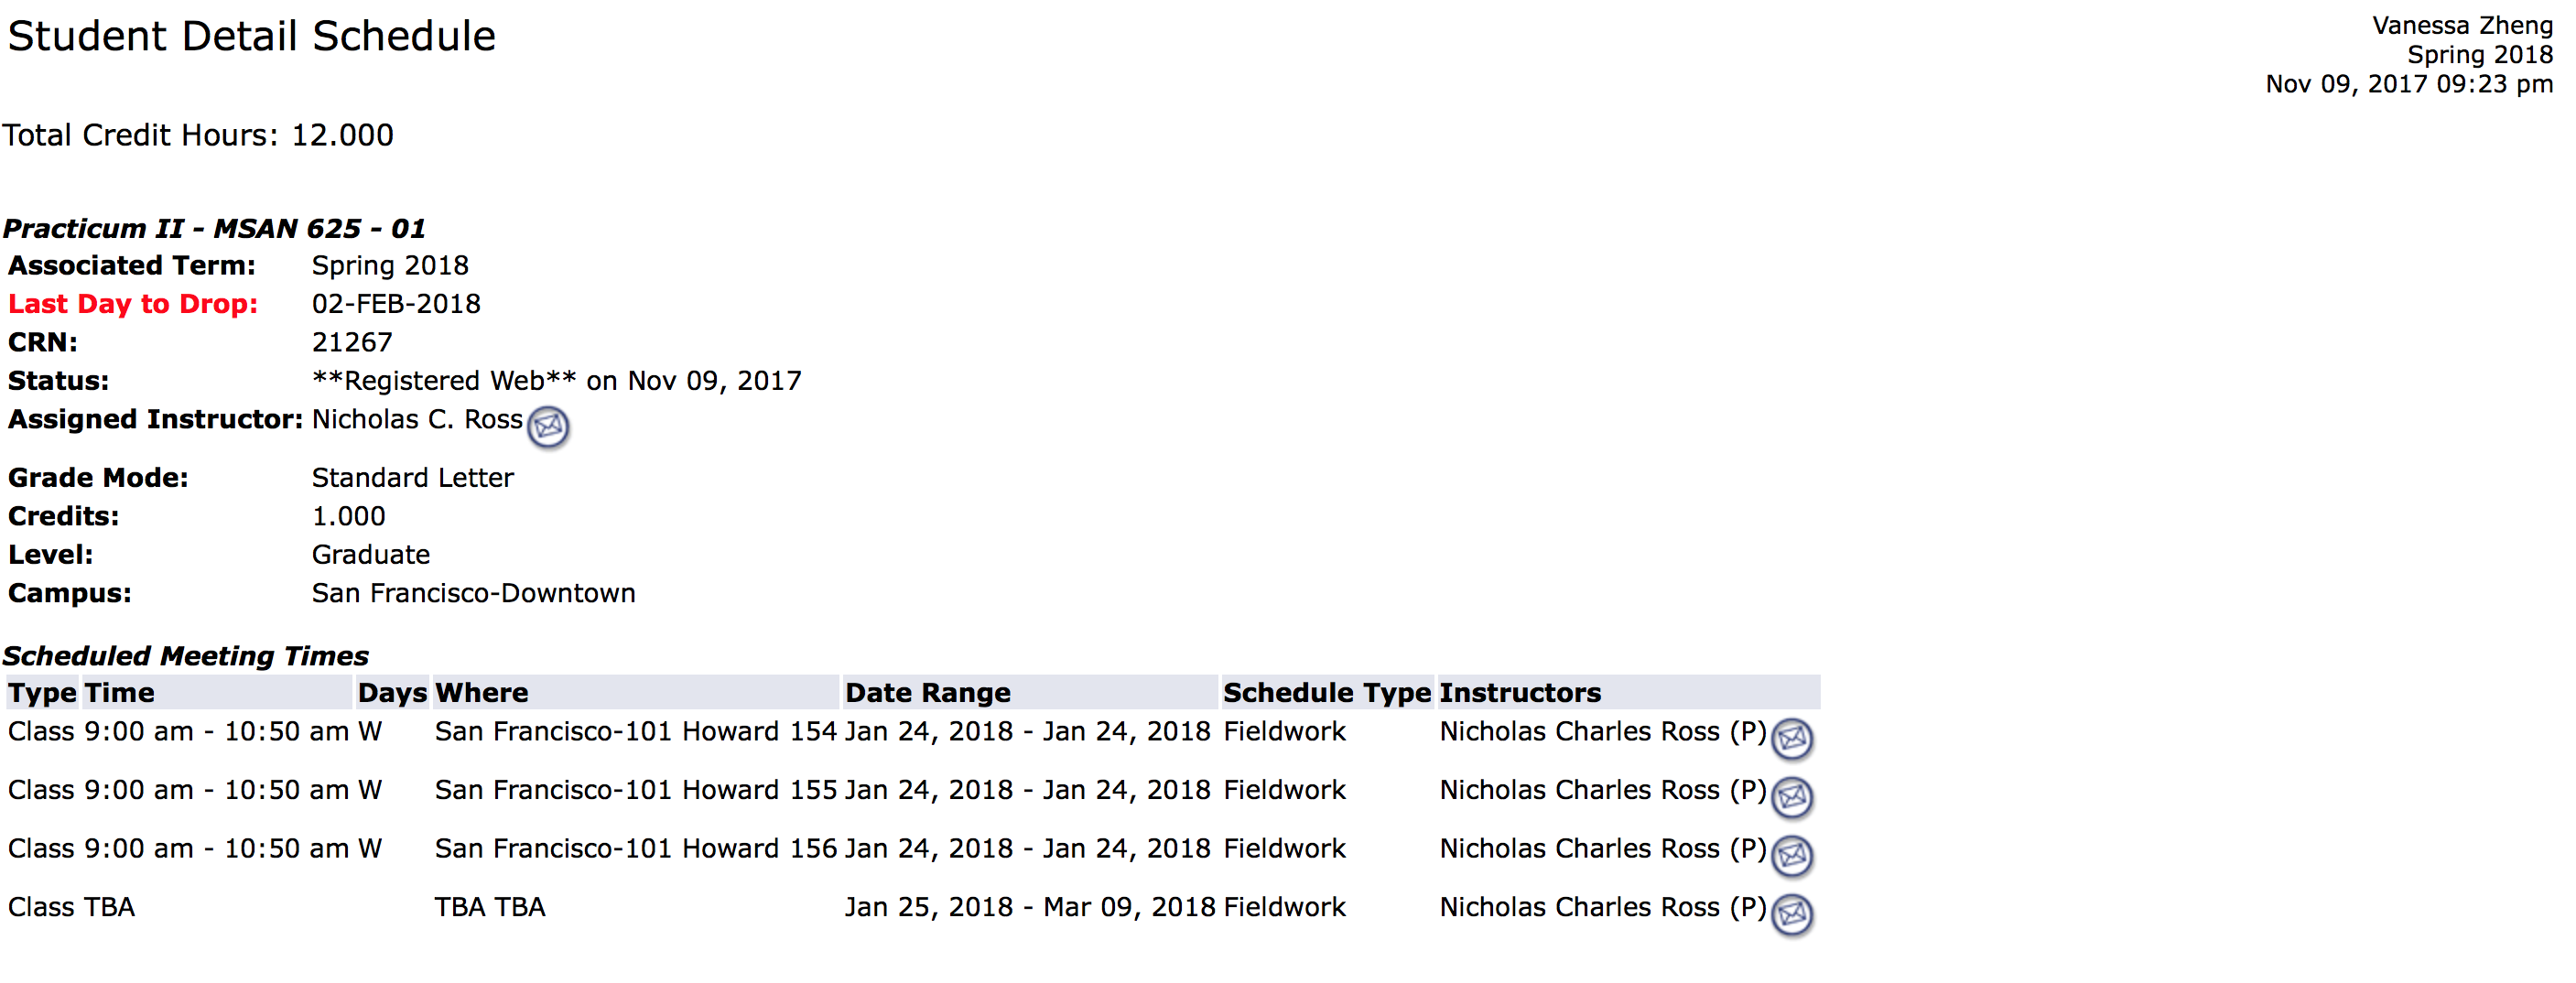 Student Detail Schedule
Vanessa Zheng
Spring 2018
Nov 09, 2017 09:23 pm
Total Credit Hours: 12.000
Practicum II - MSAN 625 - 01
Associated Term: Spring 2018
Last Day to Drop: 02-FEB-2018
CRN: 21267
Status: **Registered Web** on Nov 09, 2017
Assigned Instructor: Nicholas C. Ross
Grade Mode: Standard Letter
Credits: 1.000
Level: Graduate
Campus: San Francisco-Downtown
Scheduled Meeting Times
Type Time Days Where Date Range Schedule Type Instructors
Class 9:00 am - 10:50 am W San Francisco-101 Howard 154 Jan 24, 2018 - Jan 24, 2018 Fieldwork Nicholas Charles Ross (P)
Class 9:00 am - 10:50 am W San Francisco-101 Howard 155 Jan 24, 2018 - Jan 24, 2018 Fieldwork Nicholas Charles Ross (P)
Class 9:00 am - 10:50 am W San Francisco-101 Howard 156 Jan 24, 2018 - Jan 24, 2018 Fieldwork Nicholas Charles Ross (P)
Class TBA TBA TBA Jan 25, 2018 - Mar 09, 2018 Fieldwork Nicholas Charles Ross (P)